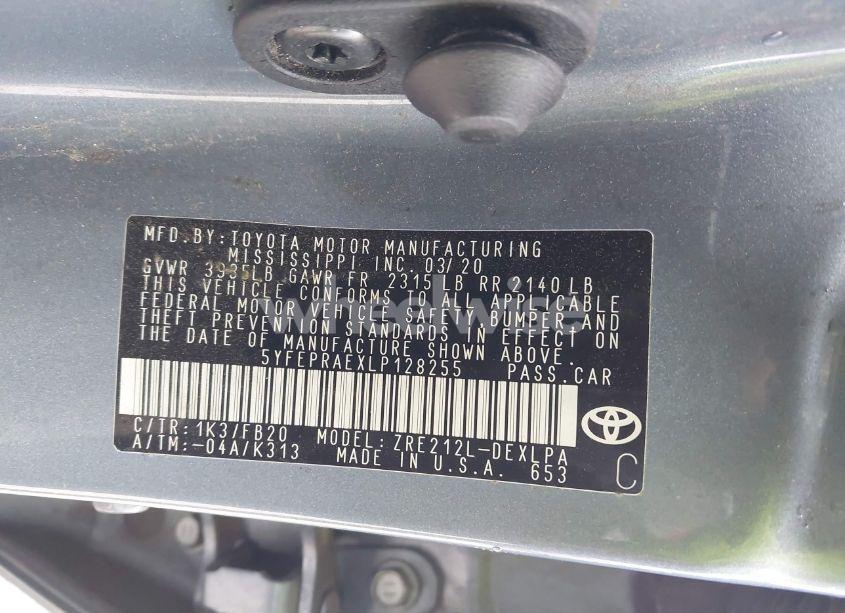 MFD. BY: TOYOTA MOTOR MANUFACTURING
MISSISSIPPI INC. 03/20
GVWR 3935LB GAWR FR 2315LB RR 2140LB
THIS VEHICLE CONFORMS TO ALL APPLICABLE
FEDERAL MOTOR VEHICLE SAFETY, BUMPER AND
THEFT PREVENTION STANDARDS IN EFFECT ON
THE DATE OF MANUFACTURE SHOWN ABOVE.
5YFEPRAEXLP128255 PASS.CAR
C/TR: 1K3/FB20 MODEL: ZRE212L-DEXLPA
A/TM:-04A/K313 MADE IN U.S.A. 653
C
wheelwise